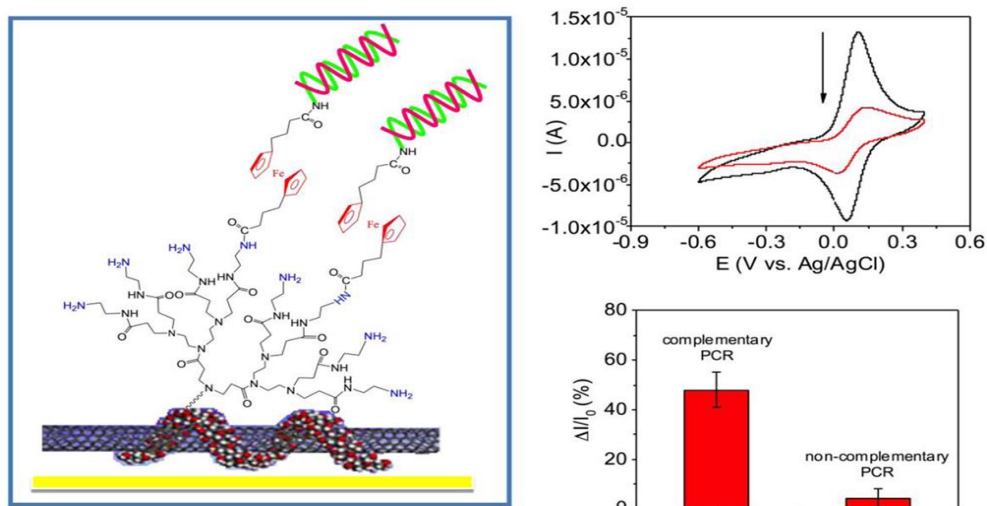 NH
C
O
NH
C
O
Fe
Fe
O
C
NH
H₂N
H₂N
NH
HN
O
O
C
HN
NH₂
H₂N
HN
O
O
NH
HN
NH
O
N
N
O
O
NH₂
N
N
O
NH
O
N
N
N
O
NH
NH₂
O
1.5x10⁻⁵
1.0x10⁻⁵
5.0x10⁻⁶
0.0
-5.0x10⁻⁶
-1.0x10⁻⁵
I (A)
-0.9 -0.6 -0.3 0.0 0.3 0.6
E (V vs. Ag/AgCl)
80
60
40
20
0
ΔI/I₀ (%)
complementary
PCR
non-complementary
PCR